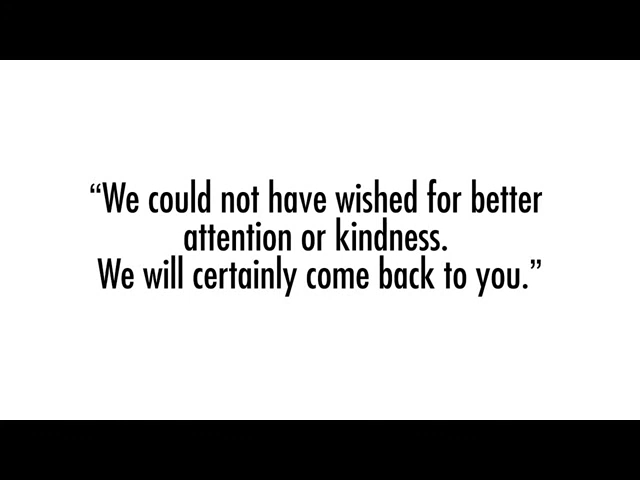 “We could not have wished for better
attention or kindness.
We will certainly come back to you.”